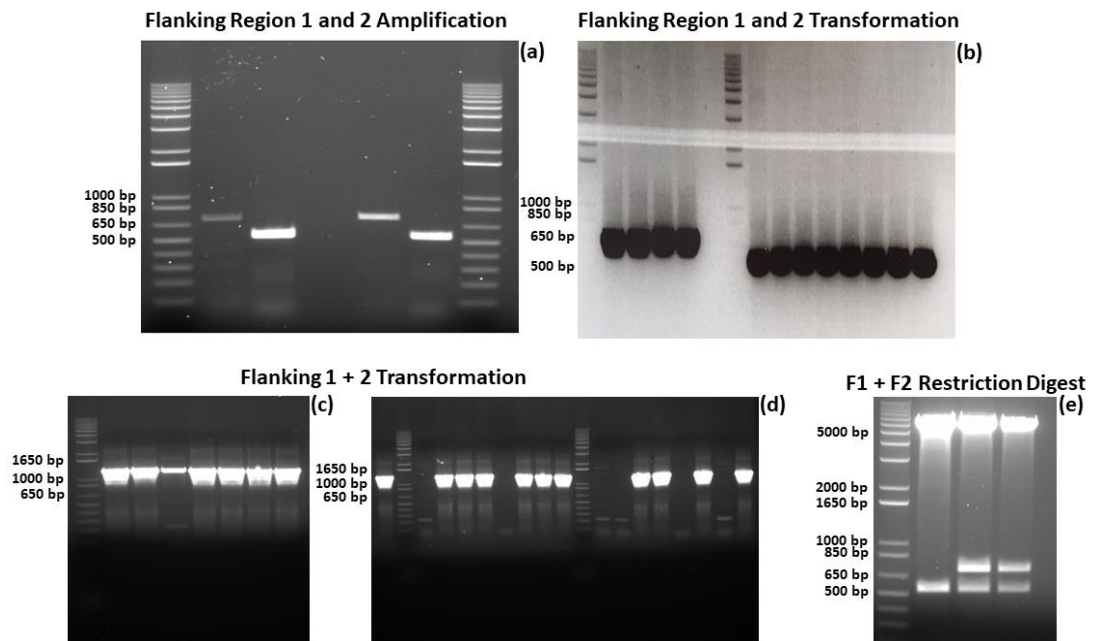 Flanking Region 1 and 2 Amplification
(a)
1000 bp
850 bp
650 bp
500 bp
Flanking Region 1 and 2 Transformation
(b)
1000 bp
850 bp
650 bp
500 bp
Flanking 1 + 2 Transformation
(c)
1650 bp
1000 bp
650 bp
(d)
1650 bp
1000 bp
650 bp
F1 + F2 Restriction Digest
(e)
5000 bp
2000 bp
1650 bp
1000 bp
850 bp
650 bp
500 bp